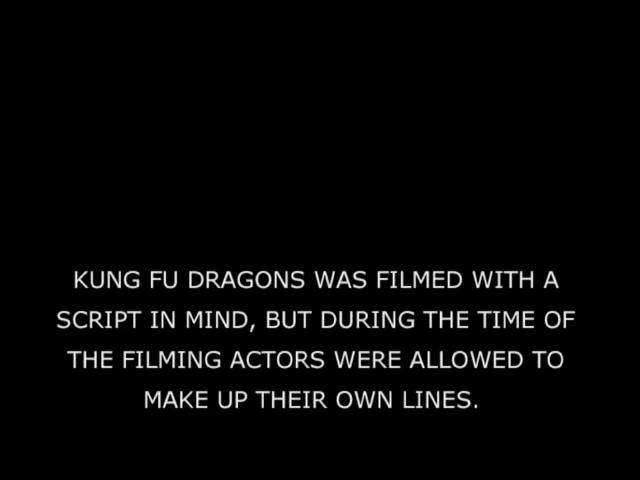 KUNG FU DRAGONS WAS FILMED WITH A
SCRIPT IN MIND, BUT DURING THE TIME OF
THE FILMING ACTORS WERE ALLOWED TO
MAKE UP THEIR OWN LINES.